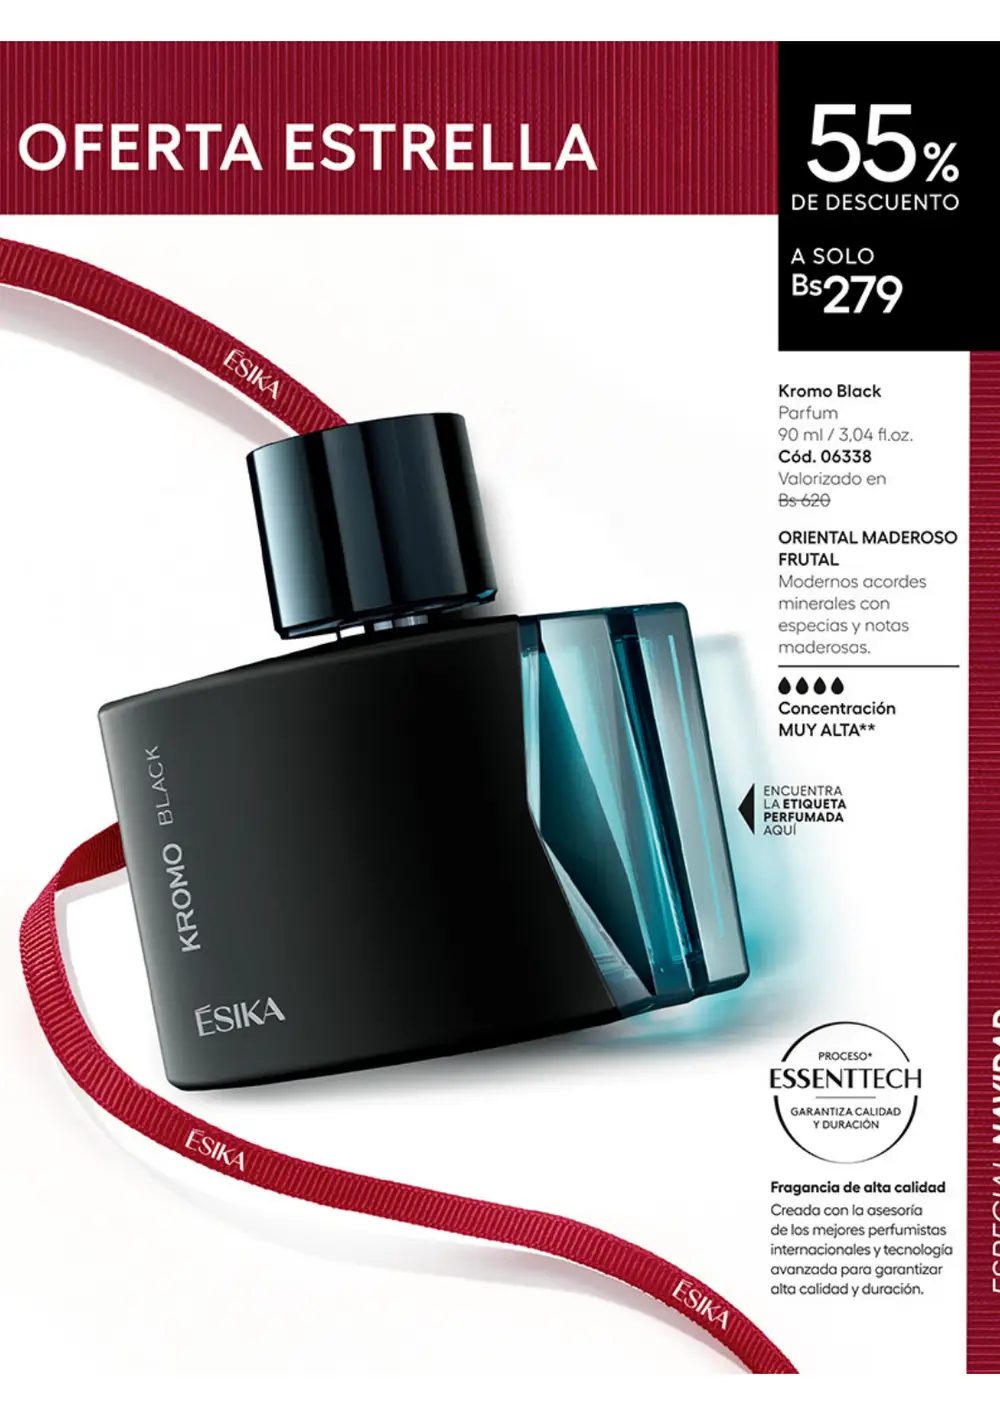 OFERTA ESTRELLA
55%
DE DESCUENTO
A SOLO
Bs279
ÉSIKA
Kromo Black
Parfum
90 ml / 3,04 fl.oz.
Cód. 06338
Valorizado en
Bs 620
ORIENTAL MADEROSO
FRUTAL
Modernos acordes
minerales con
especias y notas
maderosas.
Concentración
MUY ALTA**
ENCUENTRA
LA ETIQUETA
PERFUMADA
AQUÍ
KROMO BLACK
ÉSIKA
PROCESO*
ESSENTTECH
GARANTIZA CALIDAD
Y DURACIÓN
ÉSIKA
Fragancia de alta calidad
Creada con la asesoría
de los mejores perfumistas
internacionales y tecnología
avanzada para garantizar
alta calidad y duración.
ÉSIKA
ESPECIAL NAVIDAD